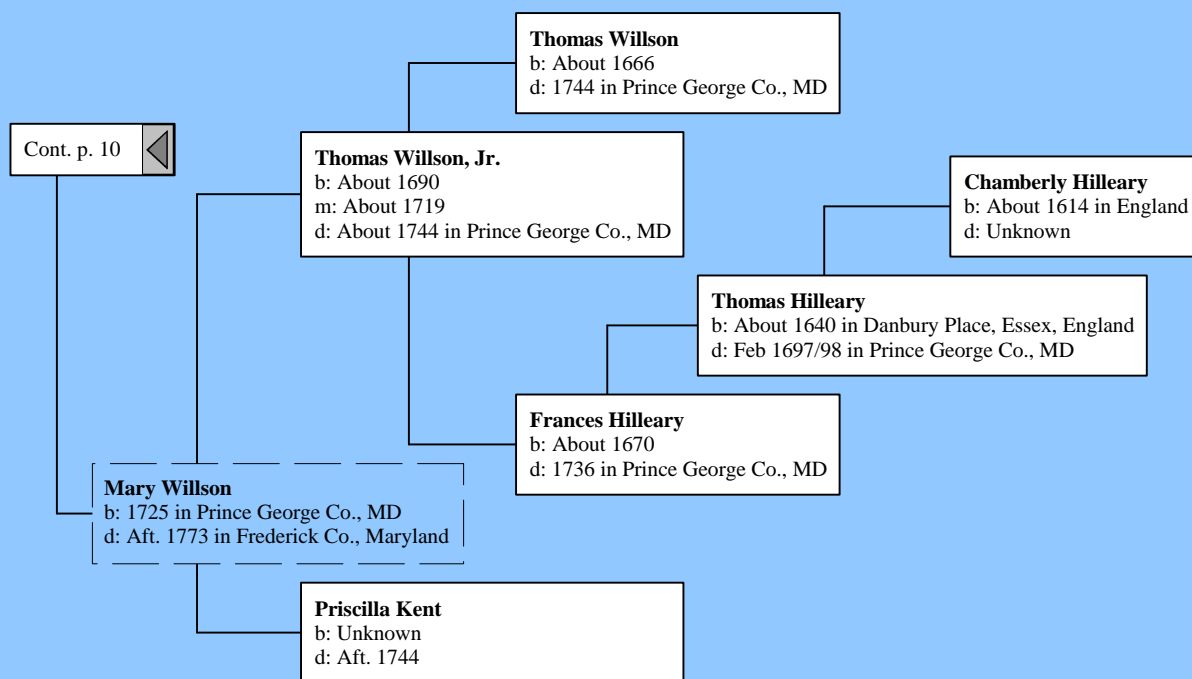 Thomas Willson
b: About 1666
d: 1744 in Prince George Co., MD
Cont. p. 10
Thomas Willson, Jr.
b: About 1690
m: About 1719
d: About 1744 in Prince George Co., MD
Chamberly Hilleary
b: About 1614 in England
d: Unknown
Thomas Hilleary
b: About 1640 in Danbury Place, Essex, England
d: Feb 1697/98 in Prince George Co., MD
Frances Hilleary
b: About 1670
d: 1736 in Prince George Co., MD
Mary Willson
b: 1725 in Prince George Co., MD
d: Aft. 1773 in Frederick Co., Maryland
Priscilla Kent
b: Unknown
d: Aft. 1744